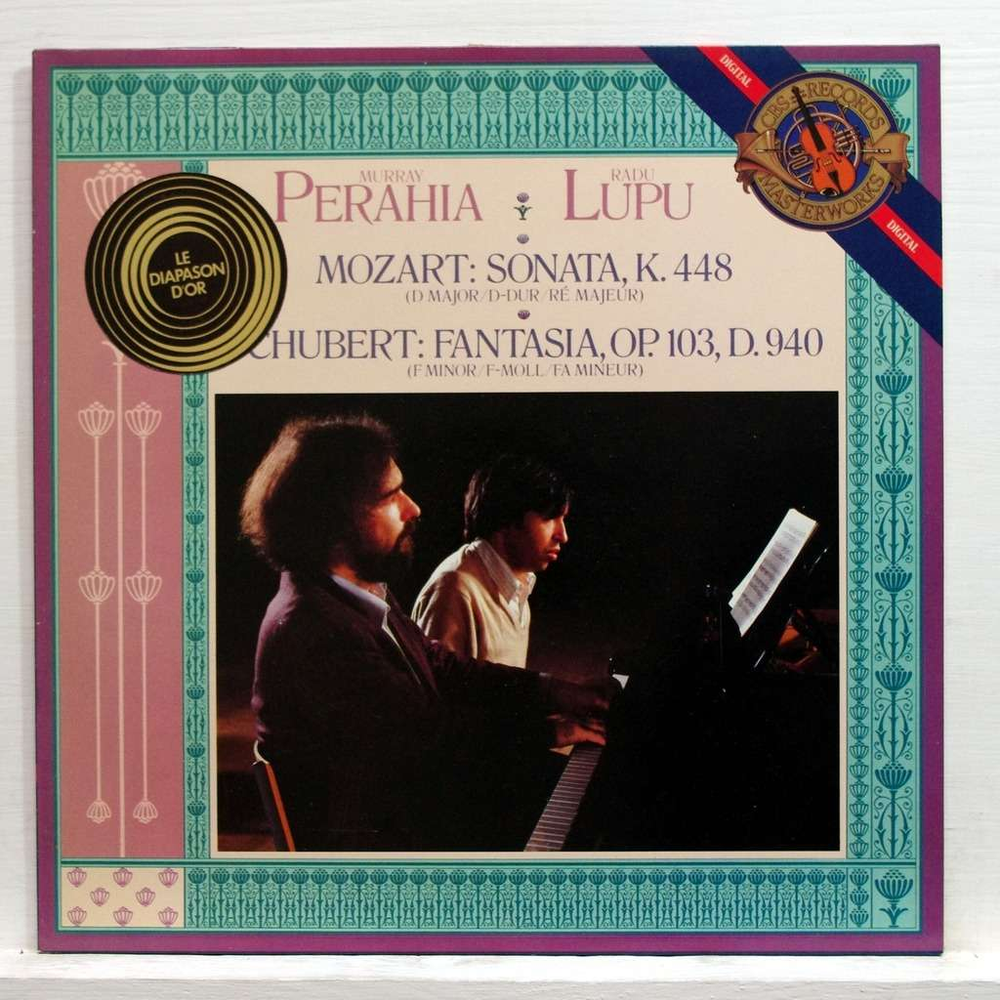 DIGITAL
CBS RECORDS
MASTERWORKS
DIGITAL
MURRAY RADU
PERAHIA LUPU
LE
DIAPASON
D'OR
MOZART: SONATA, K. 448
(D MAJOR/D-DUR/RÉ MAJEUR)
CHUBERT: FANTASIA, OP. 103, D. 940
(F MINOR/F-MOLL/FA MINEUR)